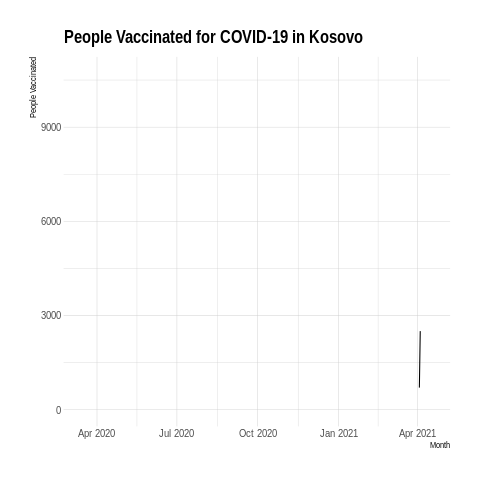 People Vaccinated for COVID-19 in Kosovo
People Vaccinated
9000
6000
3000
0
Apr 2020 Jul 2020 Oct 2020 Jan 2021 Apr 2021
Month